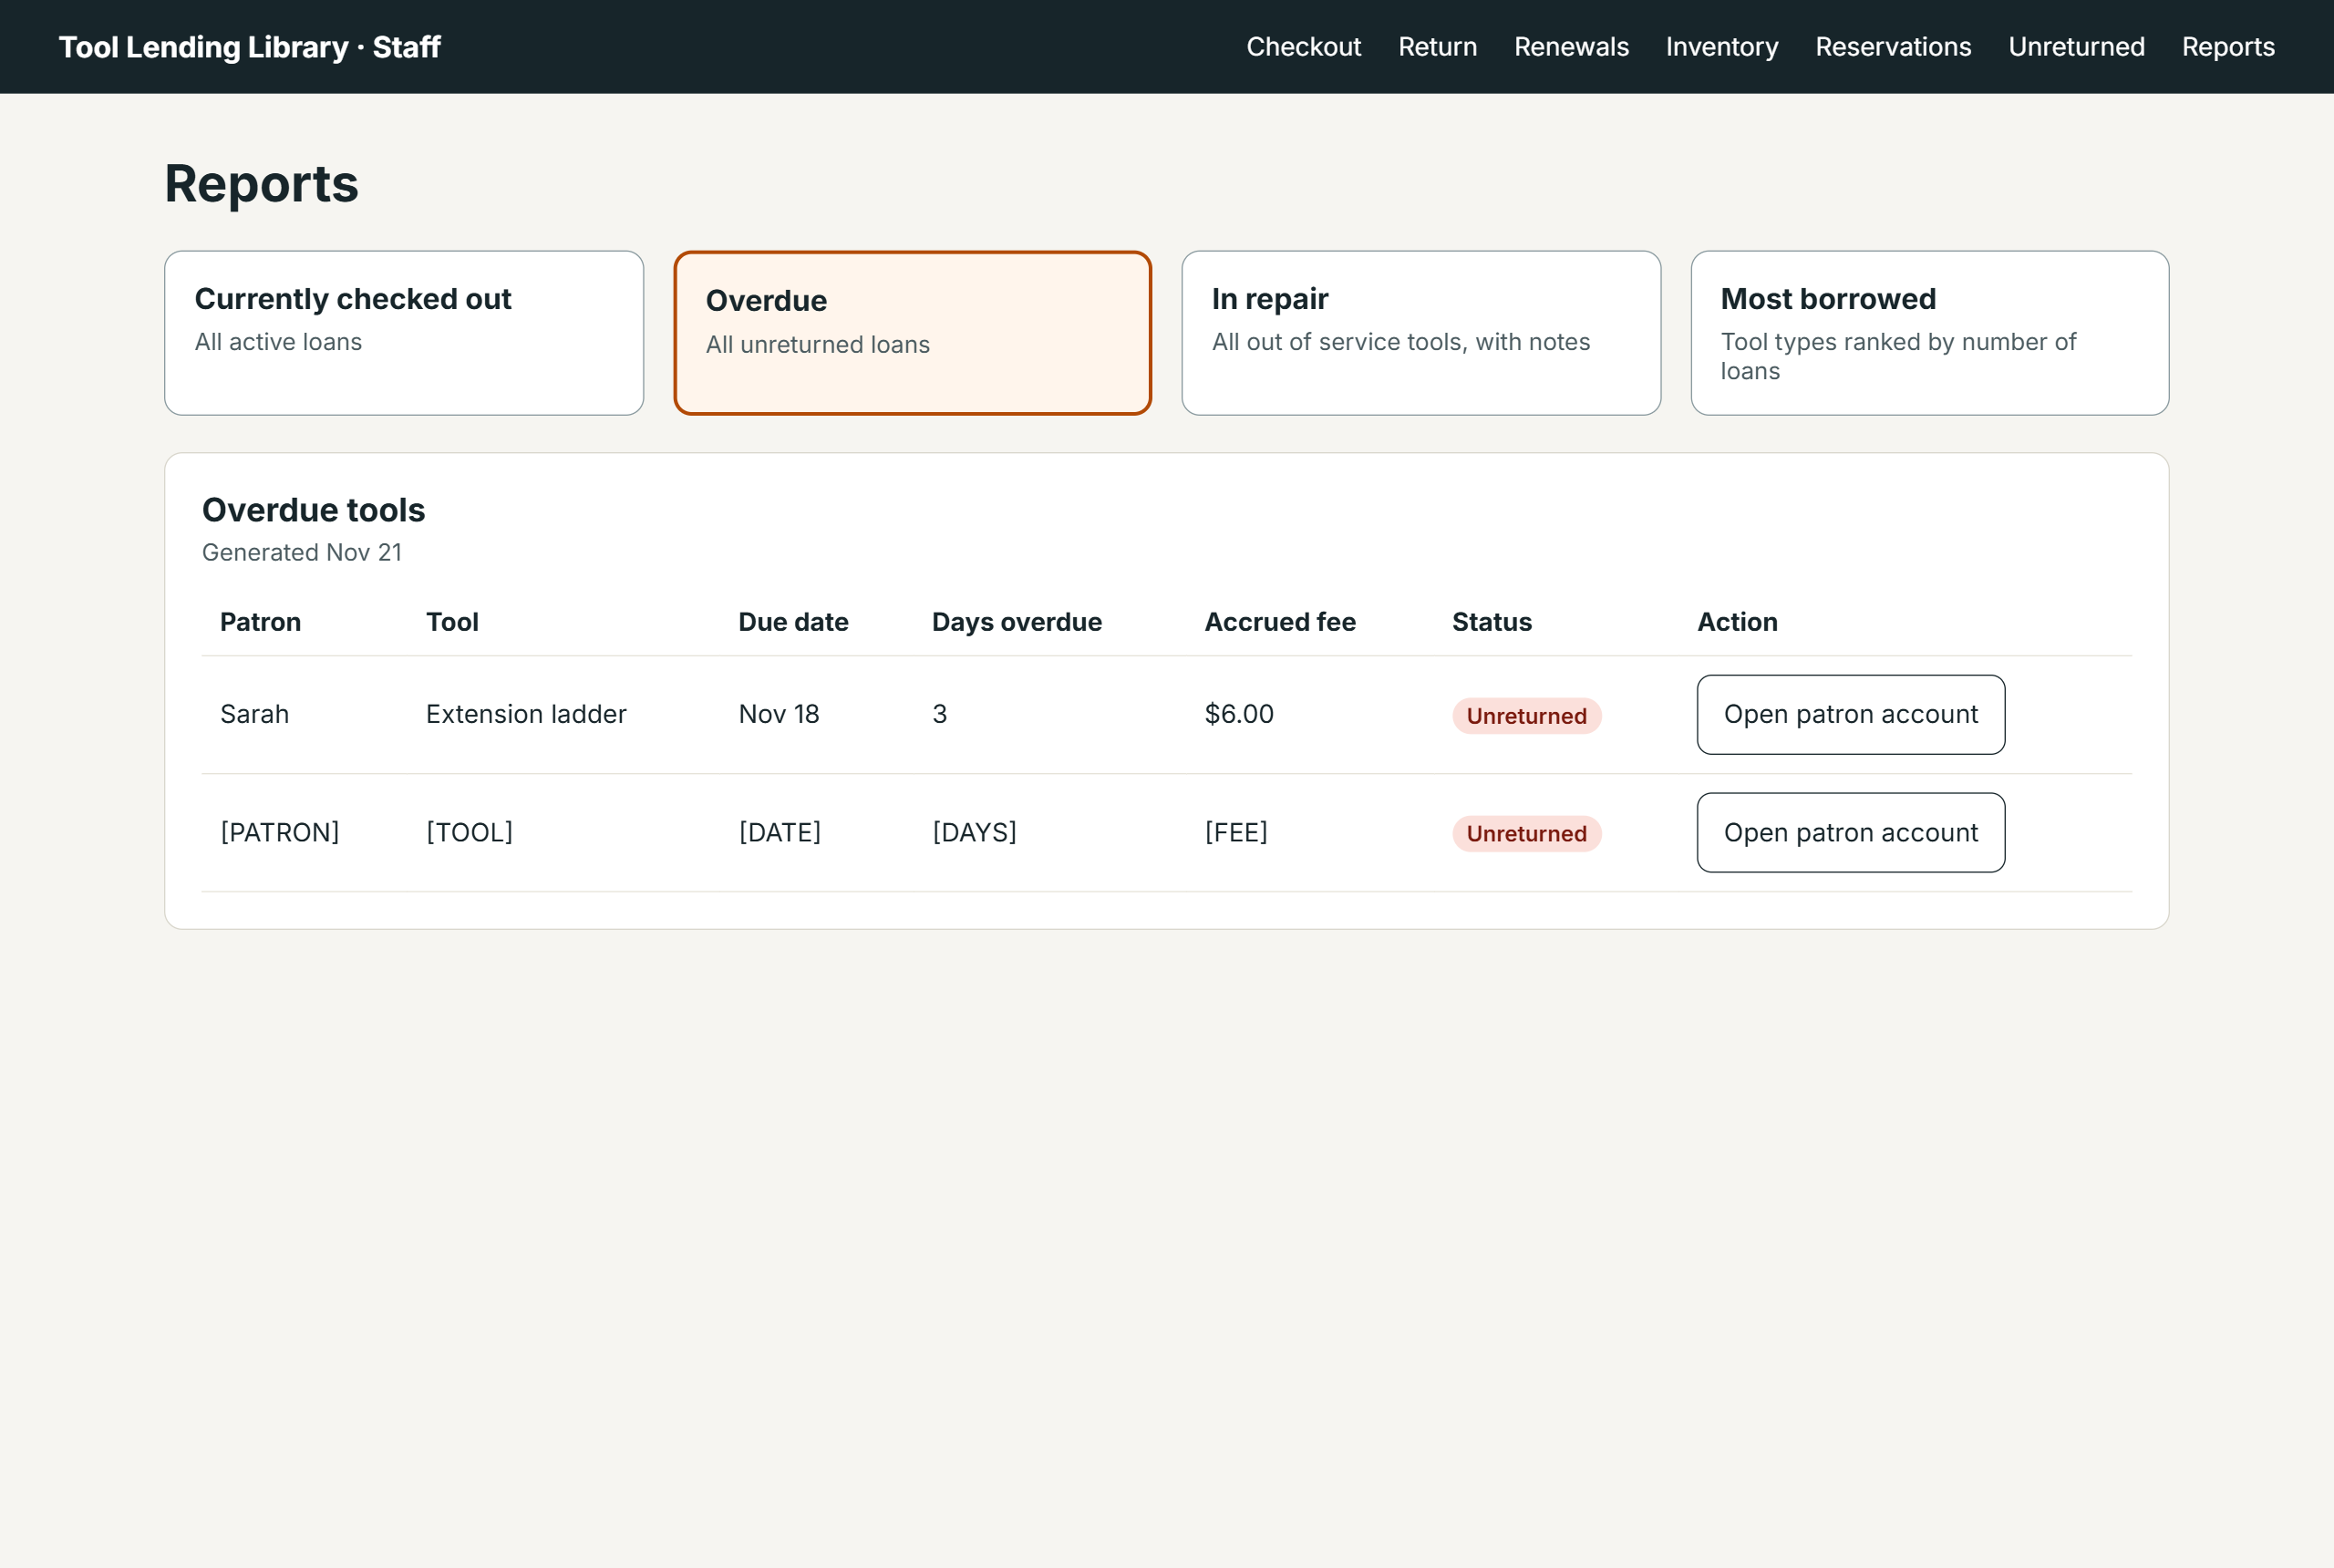 Tool Lending Library · Staff Checkout Return Renewals Inventory Reservations Unreturned Reports
Reports
Currently checked out
All active loans
Overdue
All unreturned loans
In repair
All out of service tools, with notes
Most borrowed
Tool types ranked by number of
loans
Overdue tools
Generated Nov 21
Patron Tool Due date Days overdue Accrued fee Status Action
Sarah Extension ladder Nov 18 3 $6.00 Unreturned Open patron account
[PATRON] [TOOL] [DATE] [DAYS] [FEE] Unreturned Open patron account